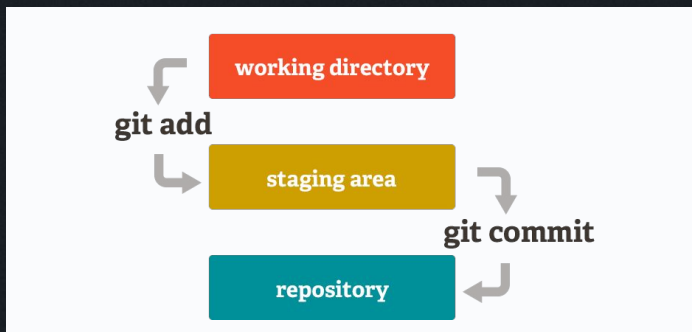 working directory
git add
staging area
git commit
repository